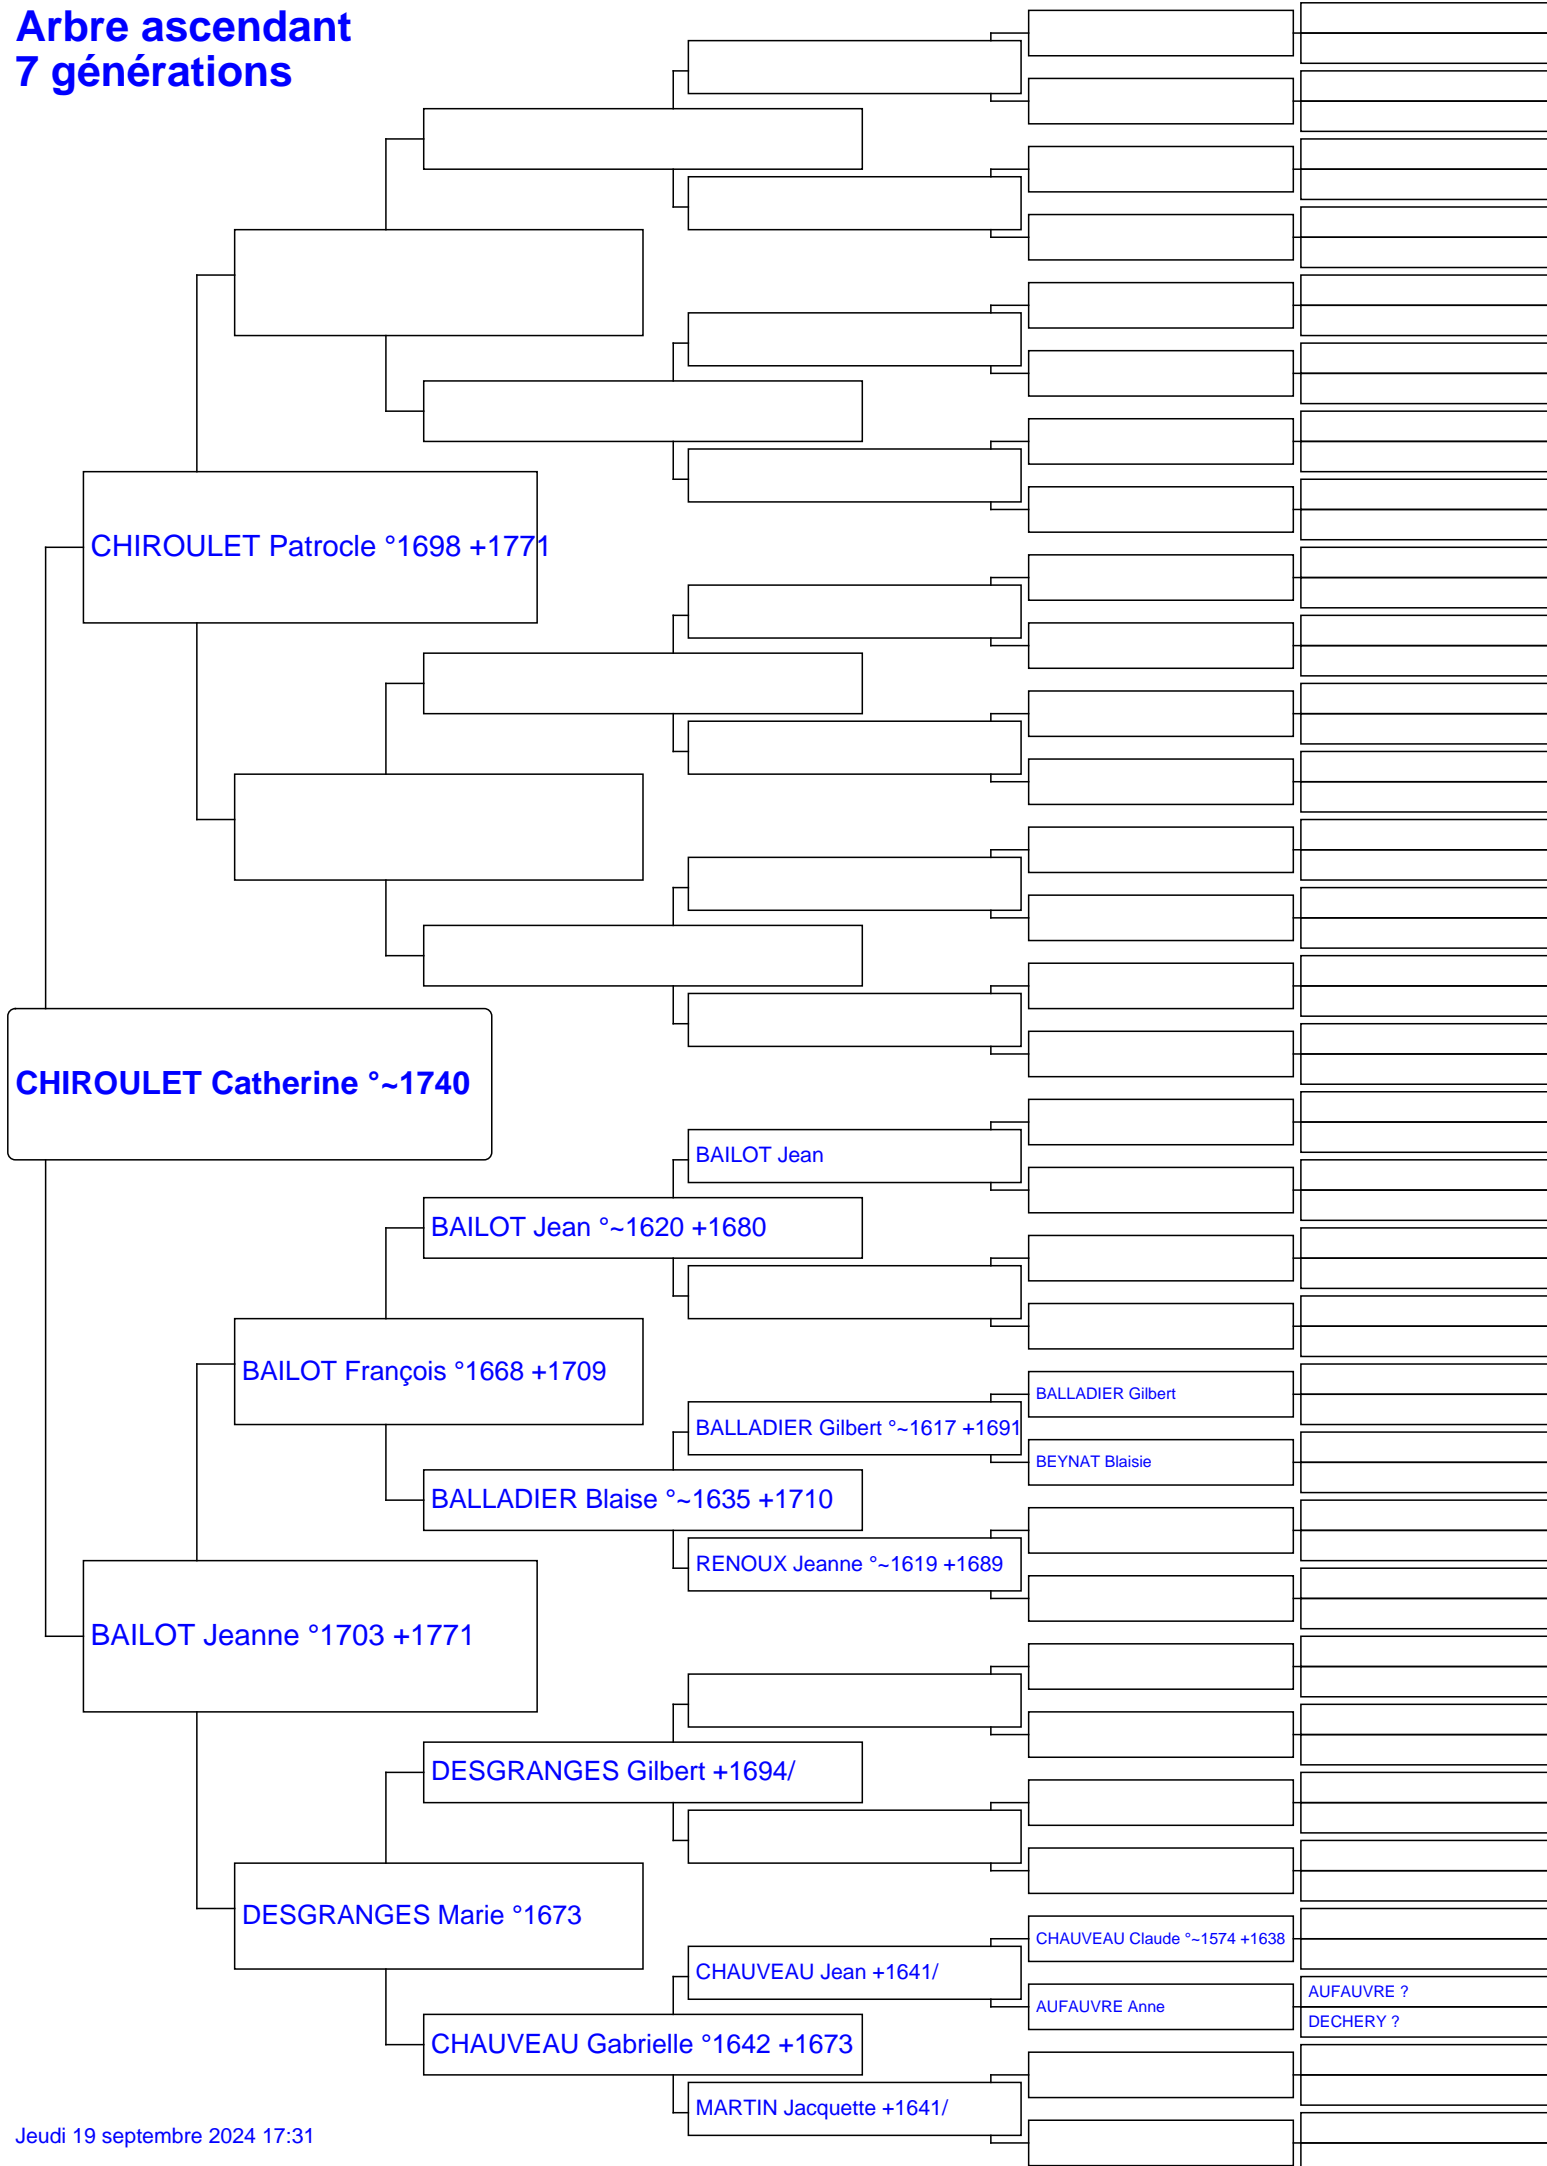 Arbre ascendant
7 générations
CHIROULET Patrocle °1698 +1771
CHIROULET Catherine °~1740
BAILOT Jean
BAILOT Jean °~1620 +1680
BAILOT François °1668 +1709
BALLADIER Gilbert
BALLADIER Gilbert °~1617 +1691
BEYNAT Blaisie
BALLADIER Blaise °~1635 +1710
RENOUX Jeanne °~1619 +1689
BAILOT Jeanne °1703 +1771
DESGRANGES Gilbert +1694/
DESGRANGES Marie °1673
CHAUVEAU Claude °~1574 +1638
CHAUVEAU Jean +1641/
AUFAUVRE ?
AUFAUVRE Anne
DECHERY ?
CHAUVEAU Gabrielle °1642 +1673
MARTIN Jacquette +1641/
Jeudi 19 septembre 2024 17:31